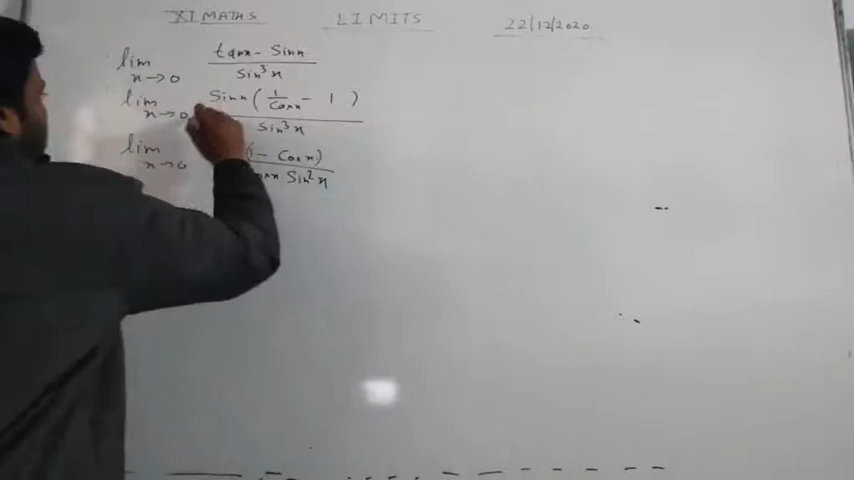 XI MATHS LIMITS 22/12/2020
lim x→0 tanx - Sinx / Sin³x
lim x→0 Sinx ( 1/Cosx - 1 ) / Sin³x
lim x→0 - Cosx) / Sin²x